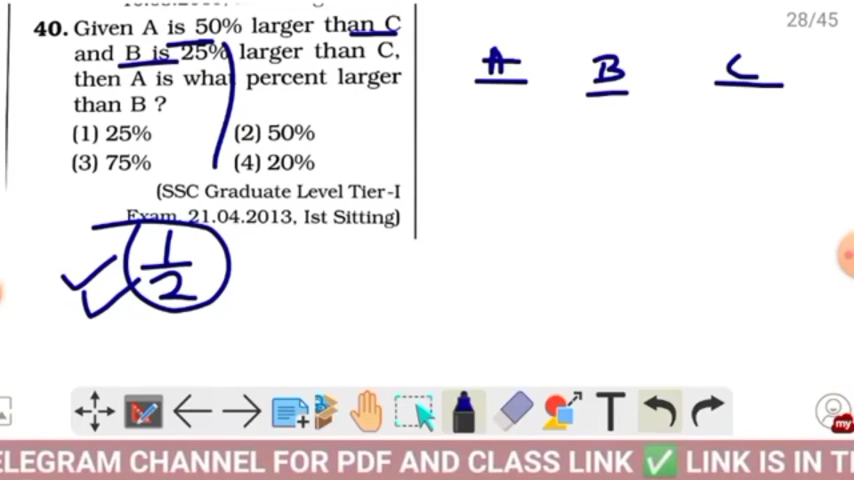 28/45
40. Given A is 50% larger than C
and B is 25% larger than C,
then A is what percent larger
than B ?
(1) 25% (2) 50%
(3) 75% (4) 20%
(SSC Graduate Level Tier-I
Exam. 21.04.2013, Ist Sitting)
A B C
1
2
T
my
ELEGRAM CHANNEL FOR PDF AND CLASS LINK ✅ LINK IS IN T